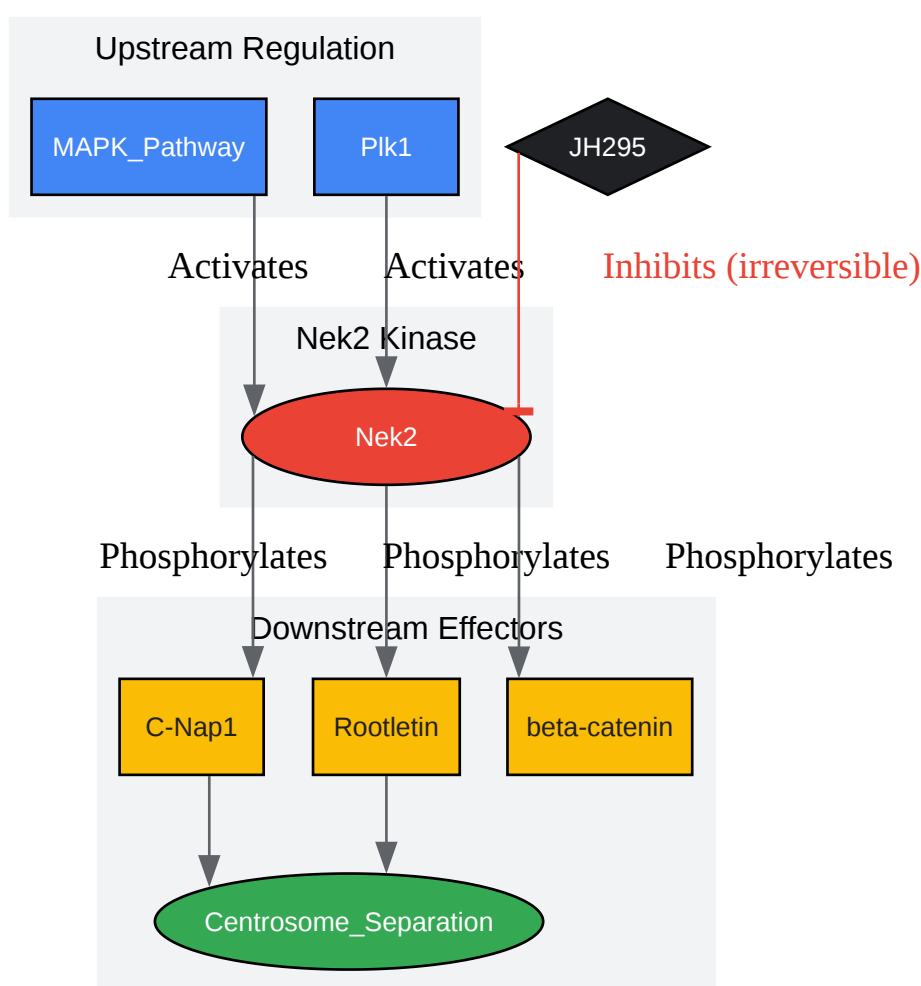 Upstream Regulation
MAPK_Pathway
Plk1
JH295
Activates
Activates
Inhibits (irreversible)
Nek2 Kinase
Nek2
Phosphorylates
Phosphorylates
Phosphorylates
Downstream Effectors
C-Nap1
Rootletin
beta-catenin
Centrosome_Separation